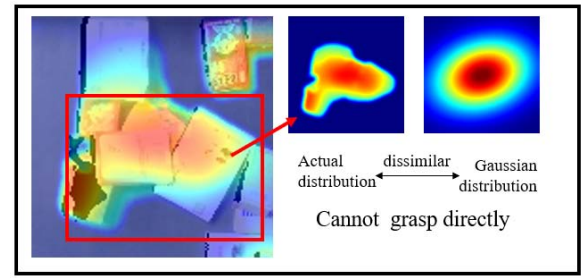 Actual dissimilar Gaussian
distribution distribution
Cannot grasp directly